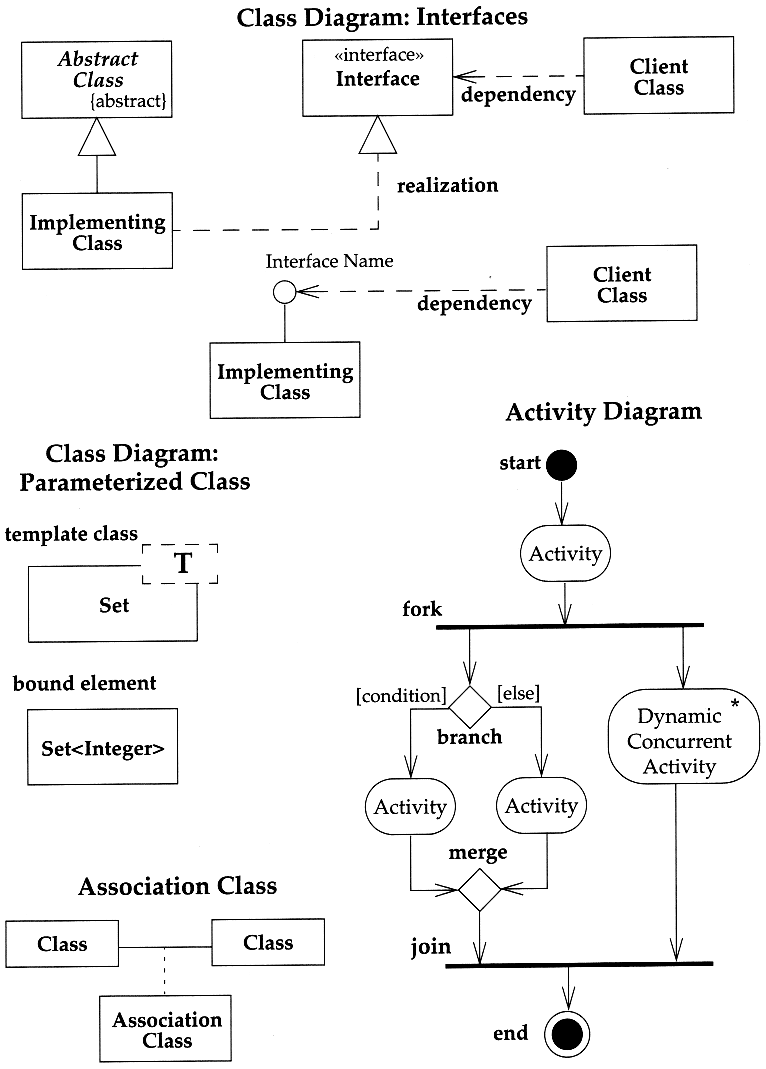 Class Diagram: Interfaces
Abstract
Class
{abstract}
«interface»
Interface
dependency
Client
Class
realization
Implementing
Class
Interface Name
dependency
Client
Class
Implementing
Class
Activity Diagram
start
Activity
fork
[condition]
[else]
branch
Dynamic *
Concurrent
Activity
Activity
Activity
merge
join
end
Class Diagram:
Parameterized Class
template class
T
Set
bound element
Set<Integer>
Association Class
Class
Class
Association
Class